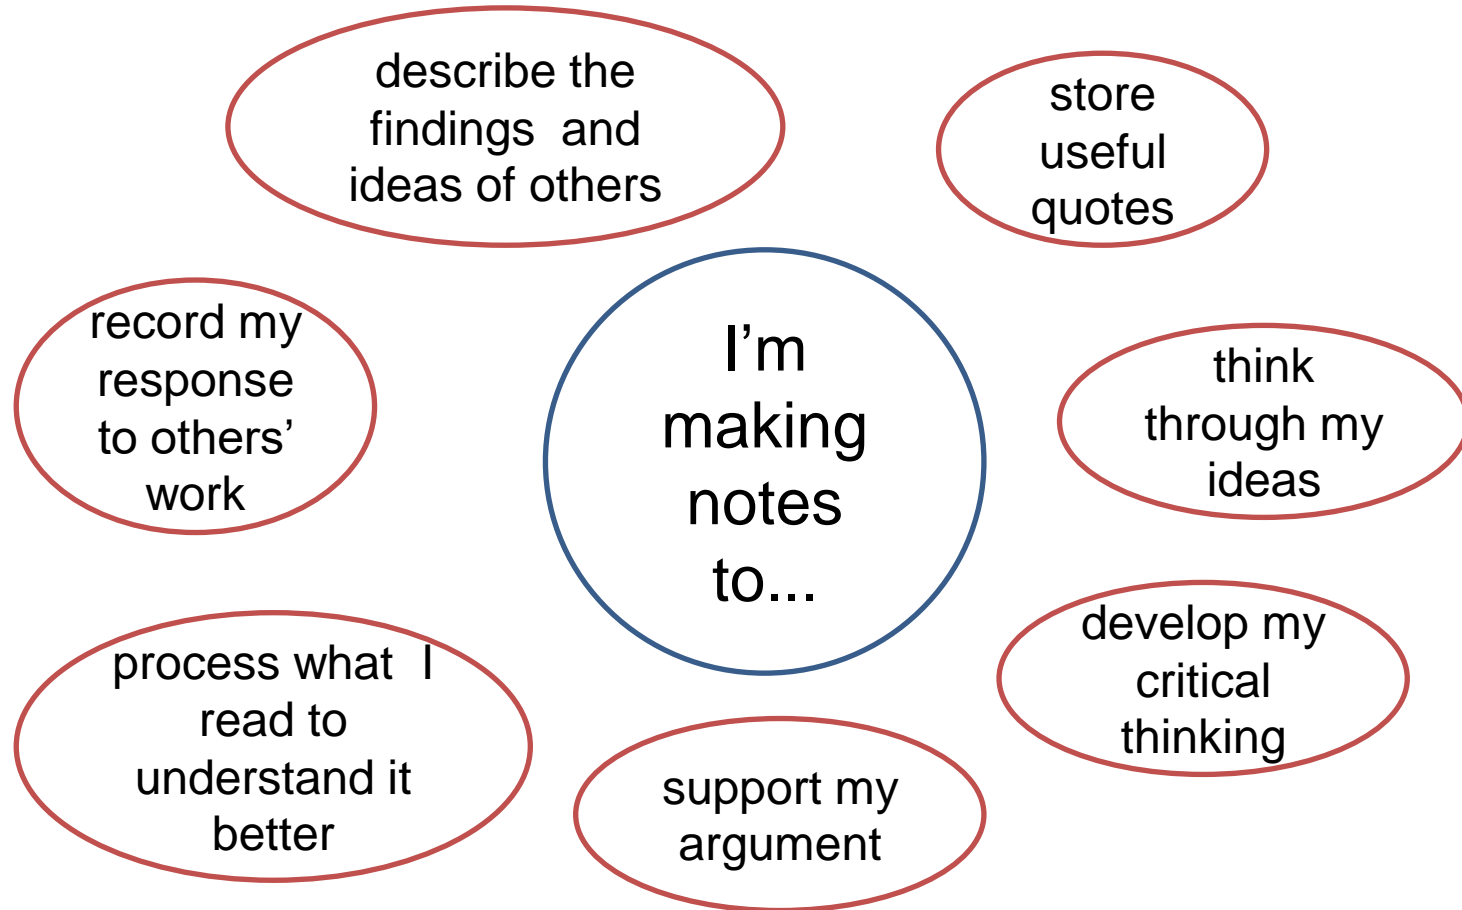 describe the
findings  and
ideas of others
store
useful
quotes
record my
response
to others’
work
I’m
making
notes
to...
think
through my
ideas
process what  I
read to
understand it
better
support my
argument
develop my
critical
thinking